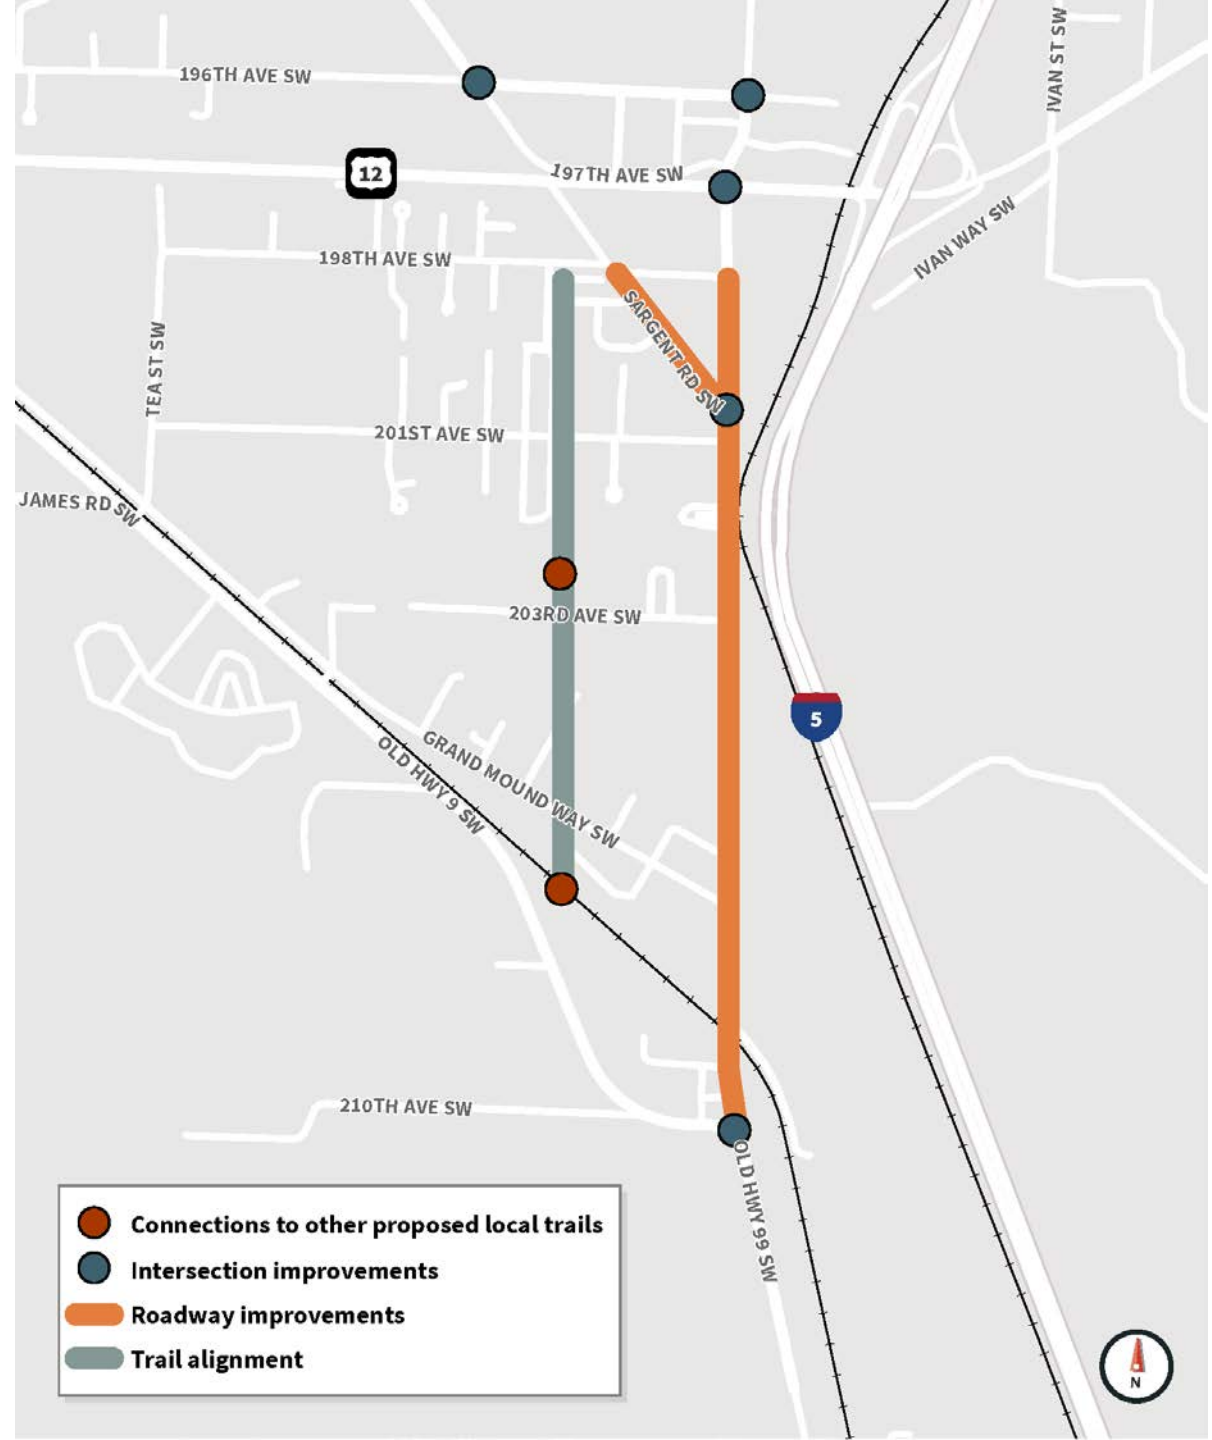 IVAN ST SW
196TH AVE SW
12
197TH AVE SW
IVAN WAY SW
198TH AVE SW
SARGENT RD SW
TEA ST SW
201ST AVE SW
JAMES RD SW
203RD AVE SW
5
GRAND MOUND WAY SW
OLD HWY 9 SW
210TH AVE SW
OLD HWY 99 SW
Connections to other proposed local trails
Intersection improvements
Roadway improvements
Trail alignment
N